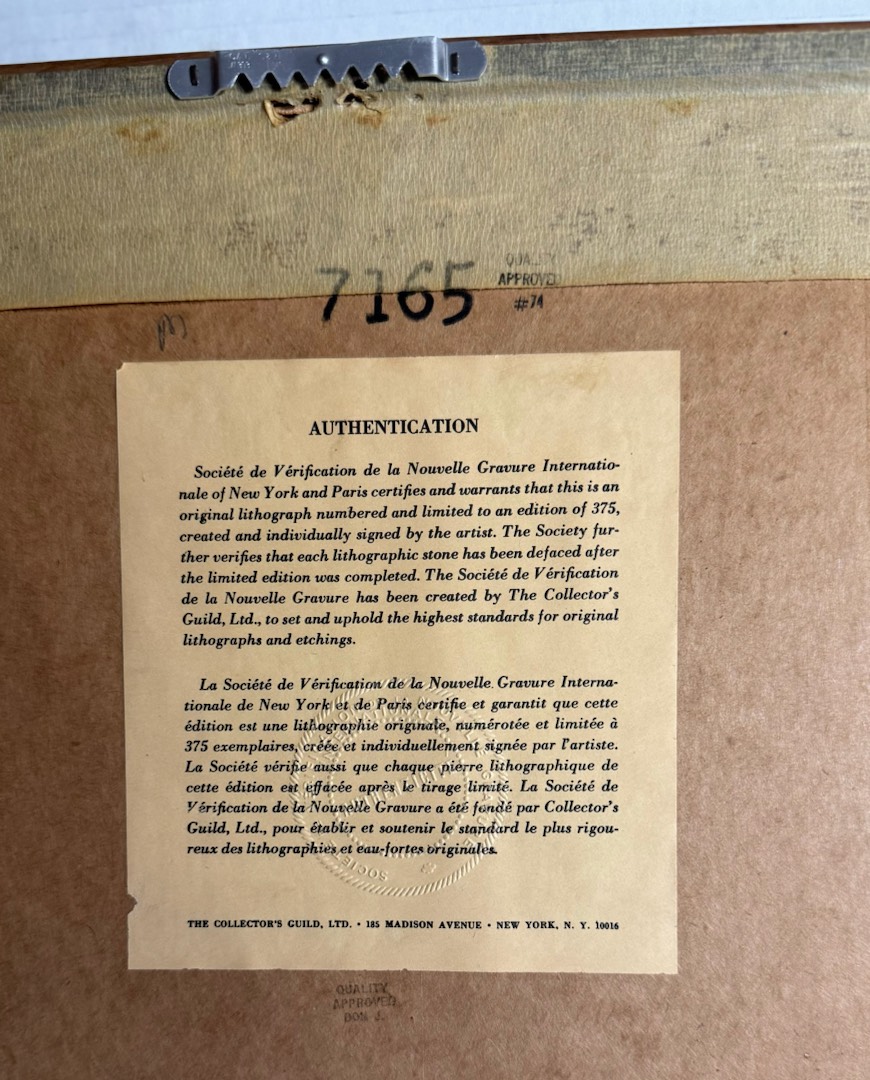 7165
QUALITY
APPROVED
#74
AUTHENTICATION
Société de Vérification de la Nouvelle Gravure Internatio-
nale of New York and Paris certifies and warrants that this is an
original lithograph numbered and limited to an edition of 375,
created and individually signed by the artist. The Society fur-
ther verifies that each lithographic stone has been defaced after
the limited edition was completed. The Société de Vérification
de la Nouvelle Gravure has been created by The Collector's
Guild, Ltd., to set and uphold the highest standards for original
lithographs and etchings.
La Société de Vérification de la Nouvelle Gravure Interna-
tionale de New York et de Paris certifie et garantit que cette
édition est une lithographie originale, numérotée et limitée à
375 exemplaires, créée et individuellement signée par l'artiste.
La Société vérifie aussi que chaque pierre lithographique de
cette édition est effacée après le tirage limité. La Société de
Vérification de la Nouvelle Gravure a été fondé par Collector's
Guild, Ltd., pour établir et soutenir le standard le plus rigou-
reux des lithographies et eau-fortes originales.
THE COLLECTOR'S GUILD, LTD. • 185 MADISON AVENUE • NEW YORK, N. Y. 10016
QUALITY
APPROVED
DON J.